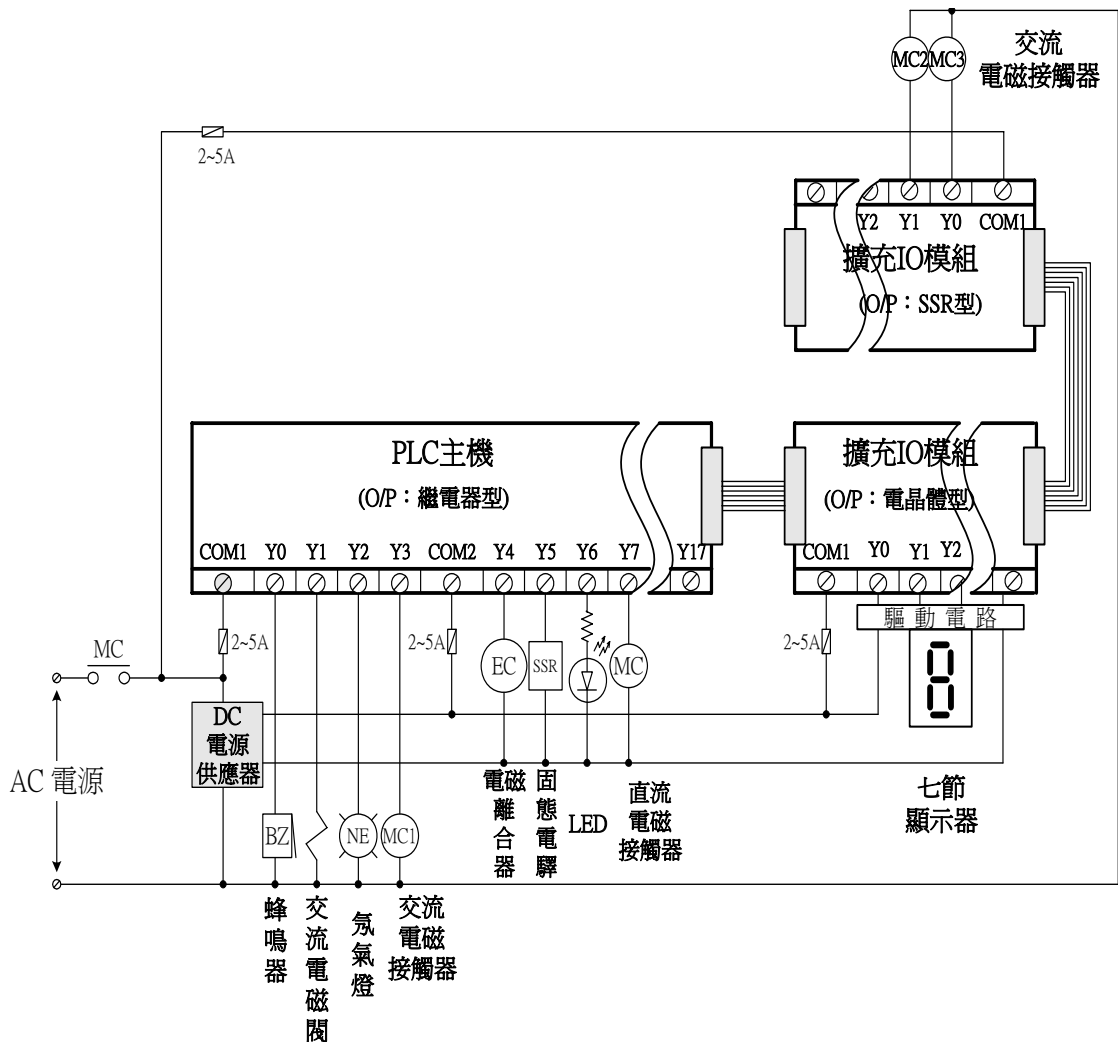 MC2
MC3
交流
電磁接觸器
2~5A
Y2 Y1 Y0 COM1
擴充IO模組
(O/P：SSR型)
PLC主機
(O/P：繼電器型)
COM1 Y0 Y1 Y2 Y3 COM2 Y4 Y5 Y6 Y7 Y17
擴充IO模組
(O/P：電晶體型)
COM1 Y0 Y1 Y2
驅動電路
2~5A
2~5A
2~5A
MC
EC
SSR
MC
DC
電源
供應器
AC 電源
電磁離合器
固態電驛
LED
直流
電磁
接觸器
七節
顯示器
BZ
NE
MC1
蜂鳴器
交流電磁閥
氖氣燈
交流
電磁
接觸器